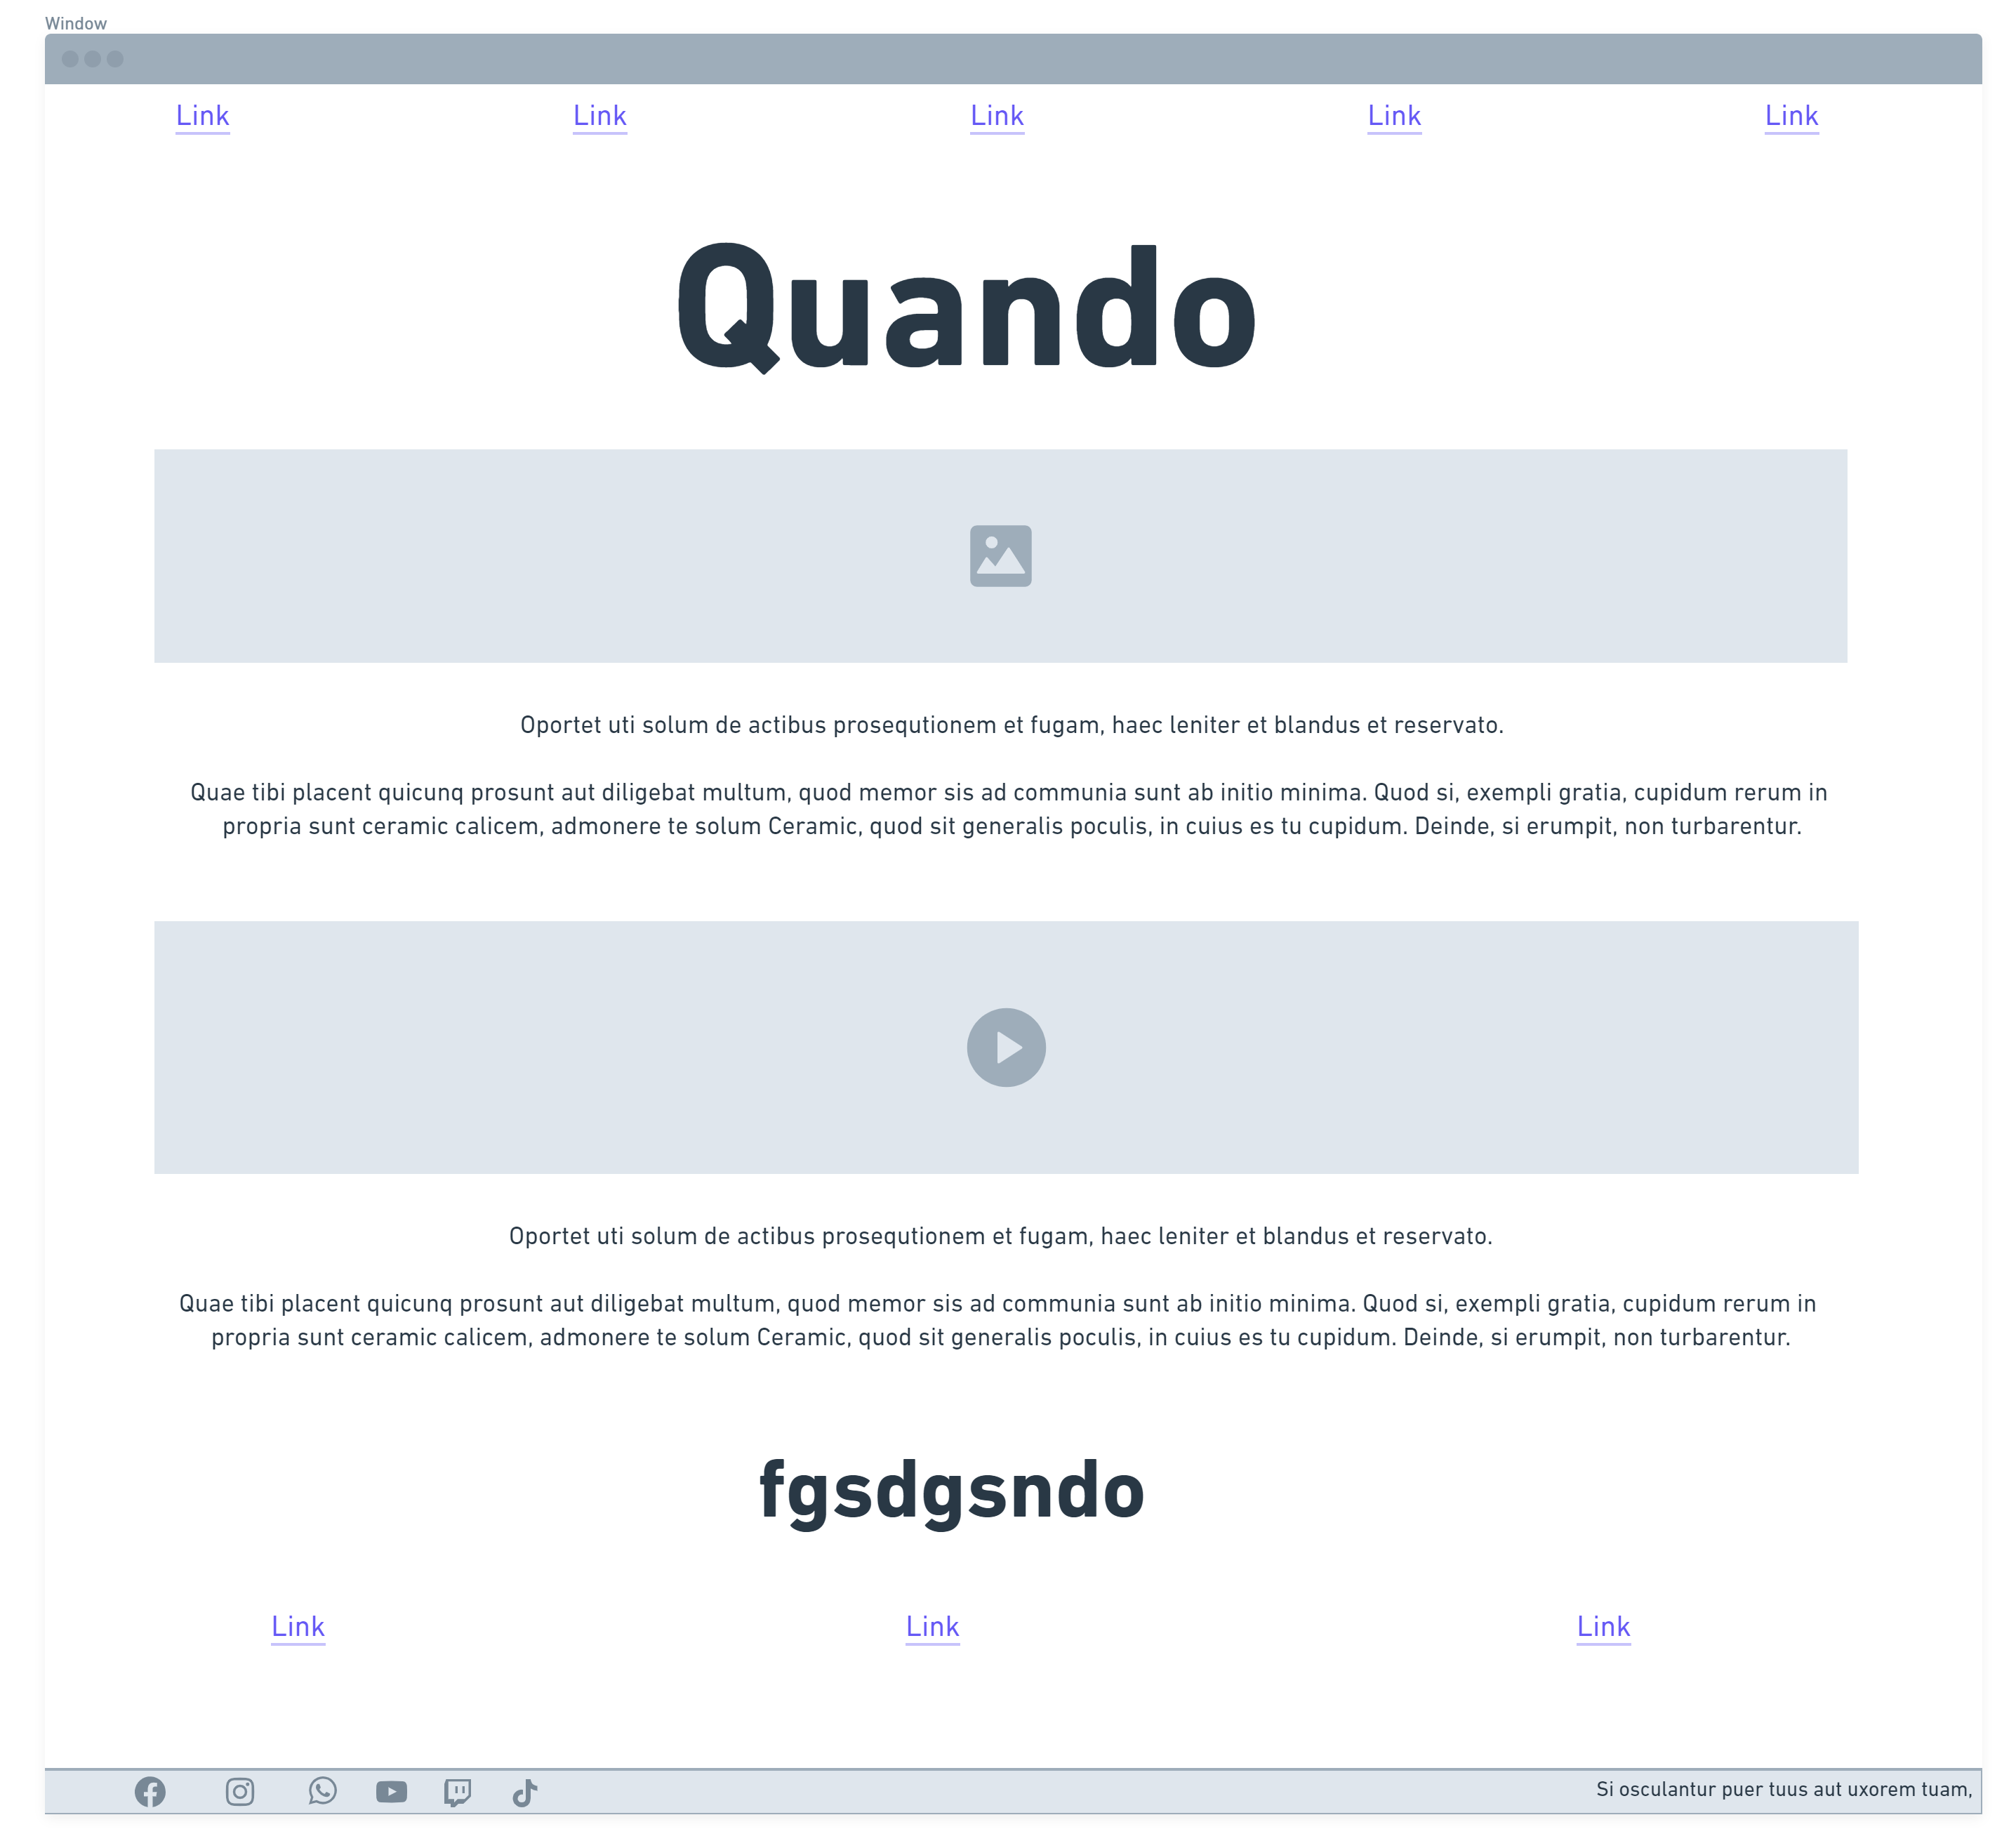 Window
Link Link Link Link Link
Quando
Oportet uti solum de actibus prosequtionem et fugam, haec leniter et blandus et reservato.
Quae tibi placent quicunq prosunt aut diligebat multum, quod memor sis ad communia sunt ab initio minima. Quod si, exempli gratia, cupidum rerum in
propria sunt ceramic calicem, admonere te solum Ceramic, quod sit generalis poculis, in cuius es tu cupidum. Deinde, si erumpit, non turbarentur.
Oportet uti solum de actibus prosequtionem et fugam, haec leniter et blandus et reservato.
Quae tibi placent quicunq prosunt aut diligebat multum, quod memor sis ad communia sunt ab initio minima. Quod si, exempli gratia, cupidum rerum in
propria sunt ceramic calicem, admonere te solum Ceramic, quod sit generalis poculis, in cuius es tu cupidum. Deinde, si erumpit, non turbarentur.
fgsdgsndo
Link Link Link
Si osculantur puer tuus aut uxorem tuam,